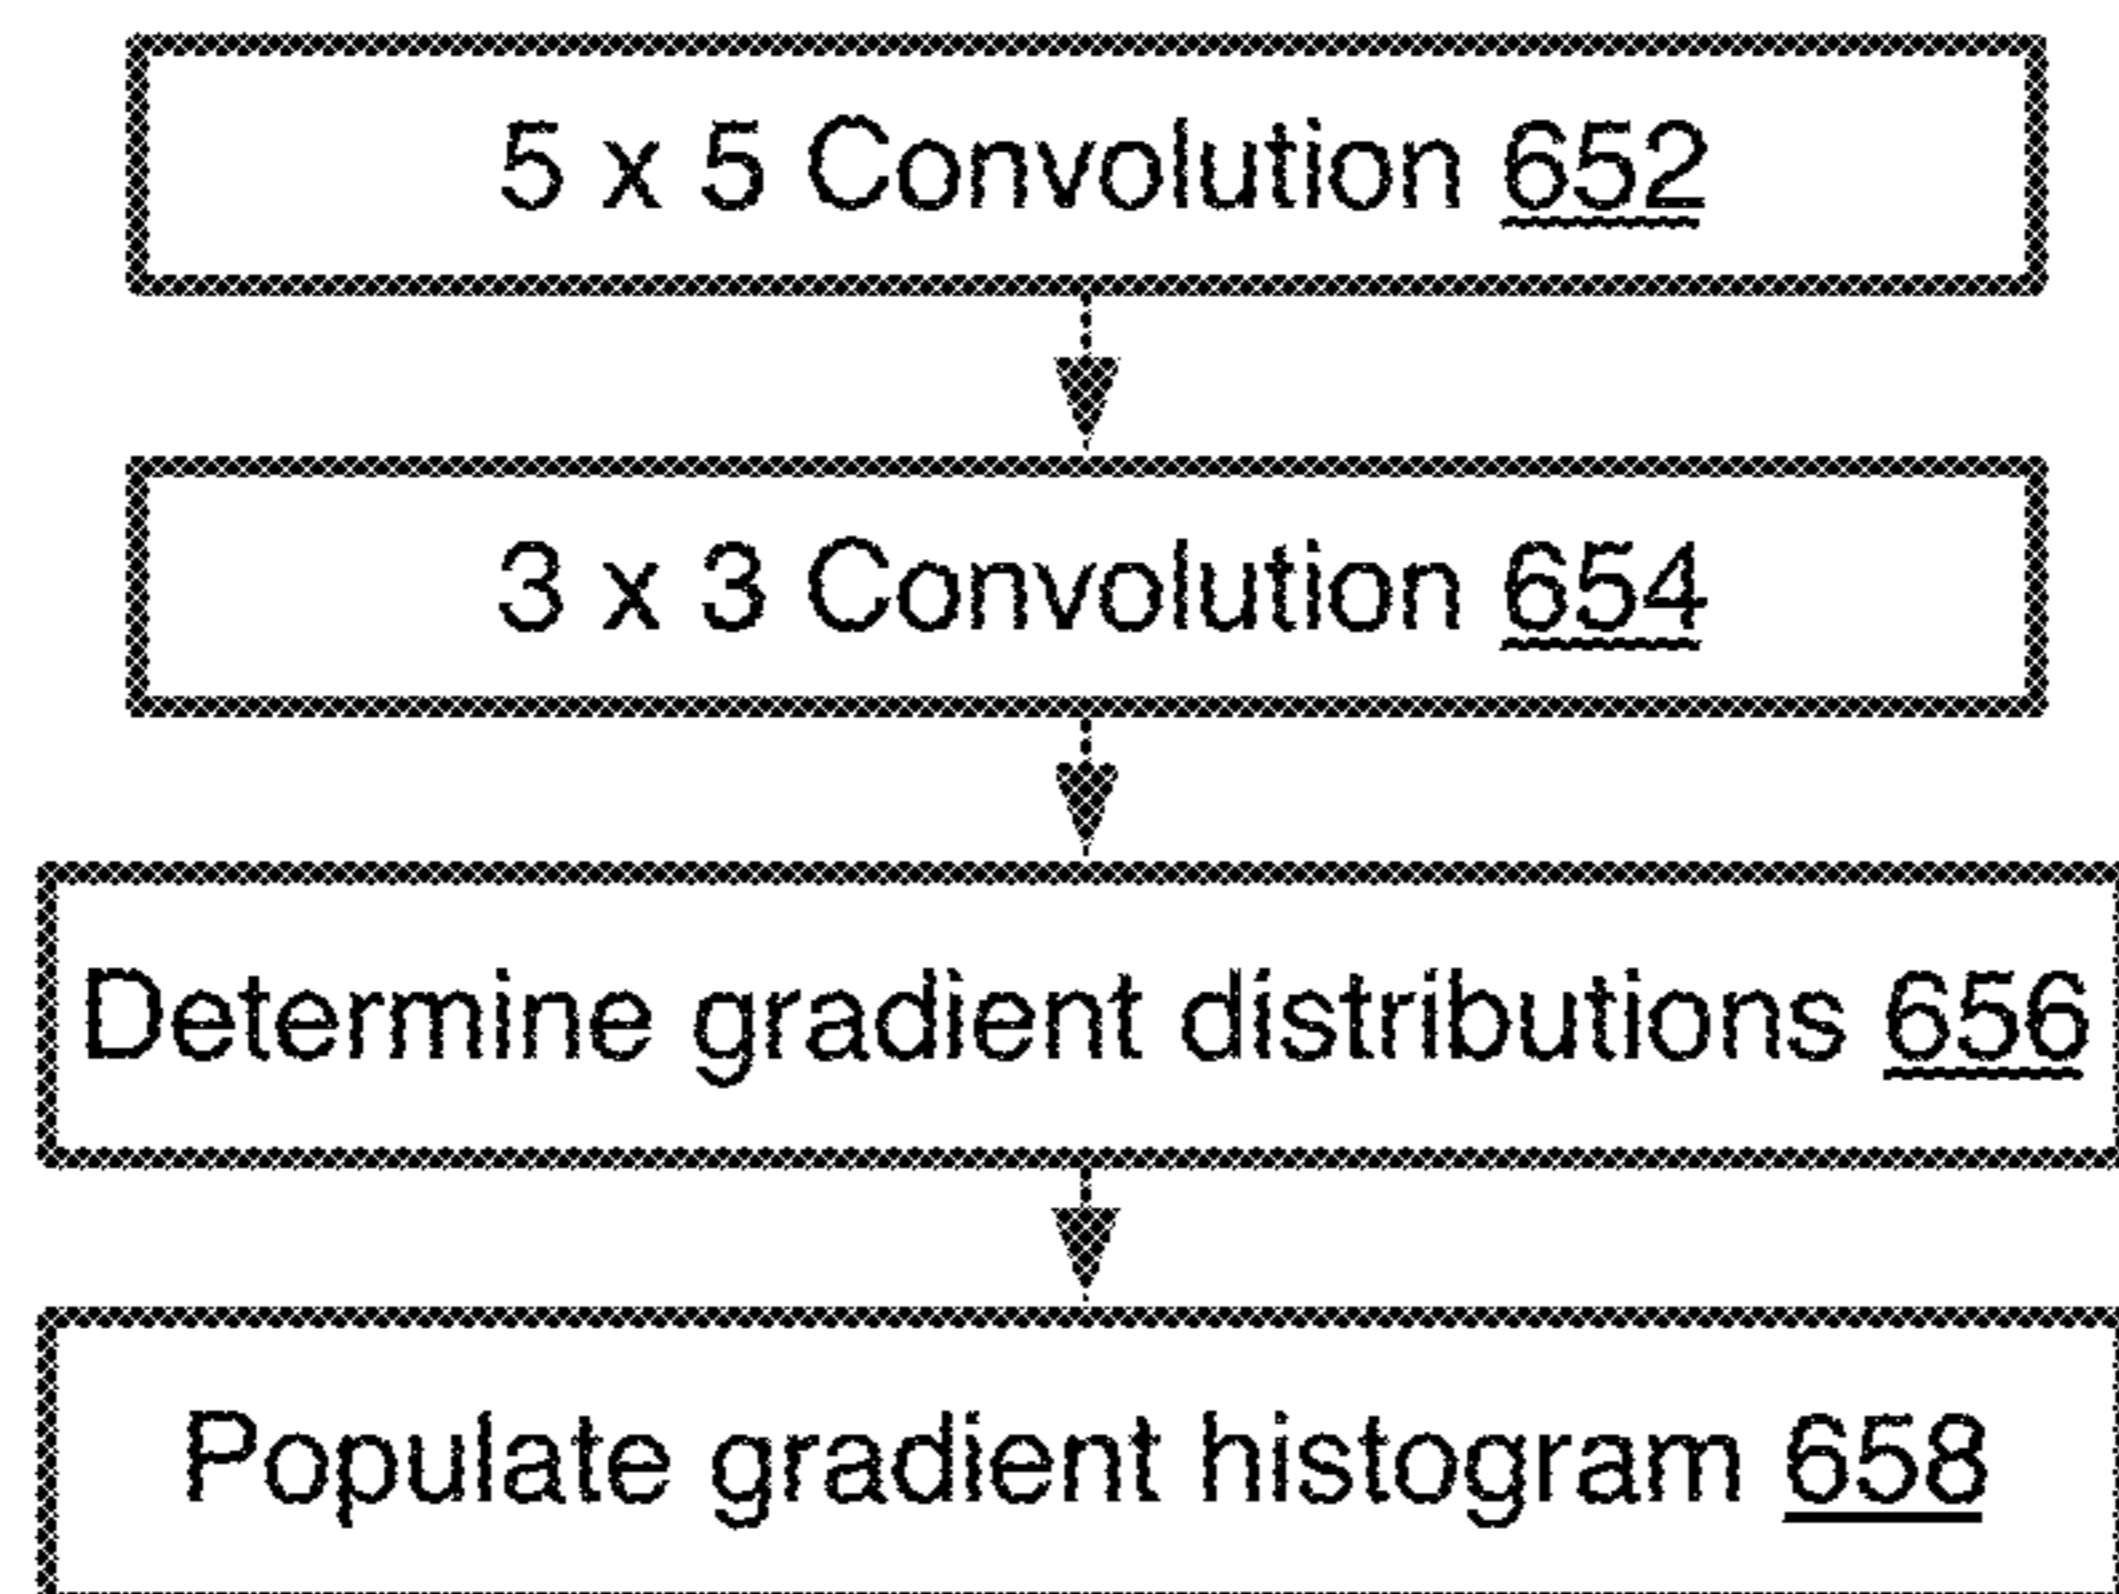 5 x 5 Convolution 652
3 x 3 Convolution 654
Determine gradient distributions 656
Populate gradient histogram 658